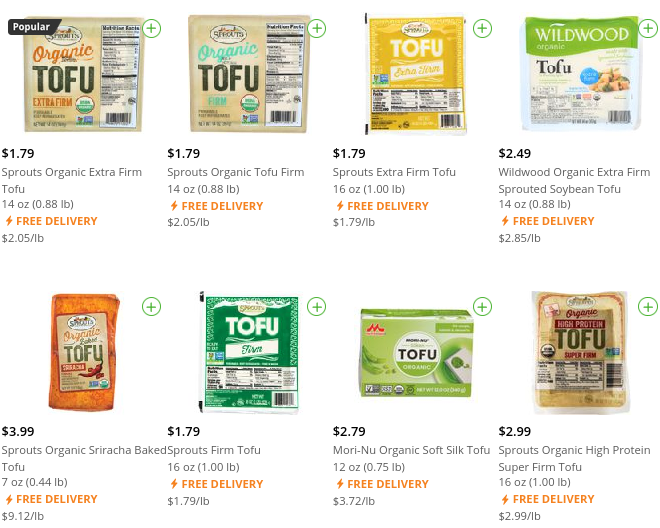 Popular
SPROUTS
Organic
TOFU
EXTRA FIRM
SPROUTS
Organic
TOFU
FIRM
SPROUTS
TOFU
Extra Firm
WILDWOOD
organic
Tofu
$1.79
Sprouts Organic Extra Firm
Tofu
14 oz (0.88 lb)
FREE DELIVERY
$2.05/lb
$1.79
Sprouts Organic Tofu Firm
14 oz (0.88 lb)
FREE DELIVERY
$2.05/lb
$1.79
Sprouts Extra Firm Tofu
16 oz (1.00 lb)
FREE DELIVERY
$1.79/lb
$2.49
Wildwood Organic Extra Firm
Sprouted Soybean Tofu
14 oz (0.88 lb)
FREE DELIVERY
$2.85/lb
SPROUTS
Organic
Baked
TOFU
SRIRACHA
SPROUTS
TOFU
Firm
MORI-NU
TOFU
ORGANIC
SPROUTS
Organic
HIGH PROTEIN
TOFU
SUPER FIRM
$3.99
Sprouts Organic Sriracha Baked
Tofu
7 oz (0.44 lb)
FREE DELIVERY
$9.12/lb
$1.79
Sprouts Firm Tofu
16 oz (1.00 lb)
FREE DELIVERY
$1.79/lb
$2.79
Mori-Nu Organic Soft Silk Tofu
12 oz (0.75 lb)
FREE DELIVERY
$3.72/lb
$2.99
Sprouts Organic High Protein
Super Firm Tofu
16 oz (1.00 lb)
FREE DELIVERY
$2.99/lb